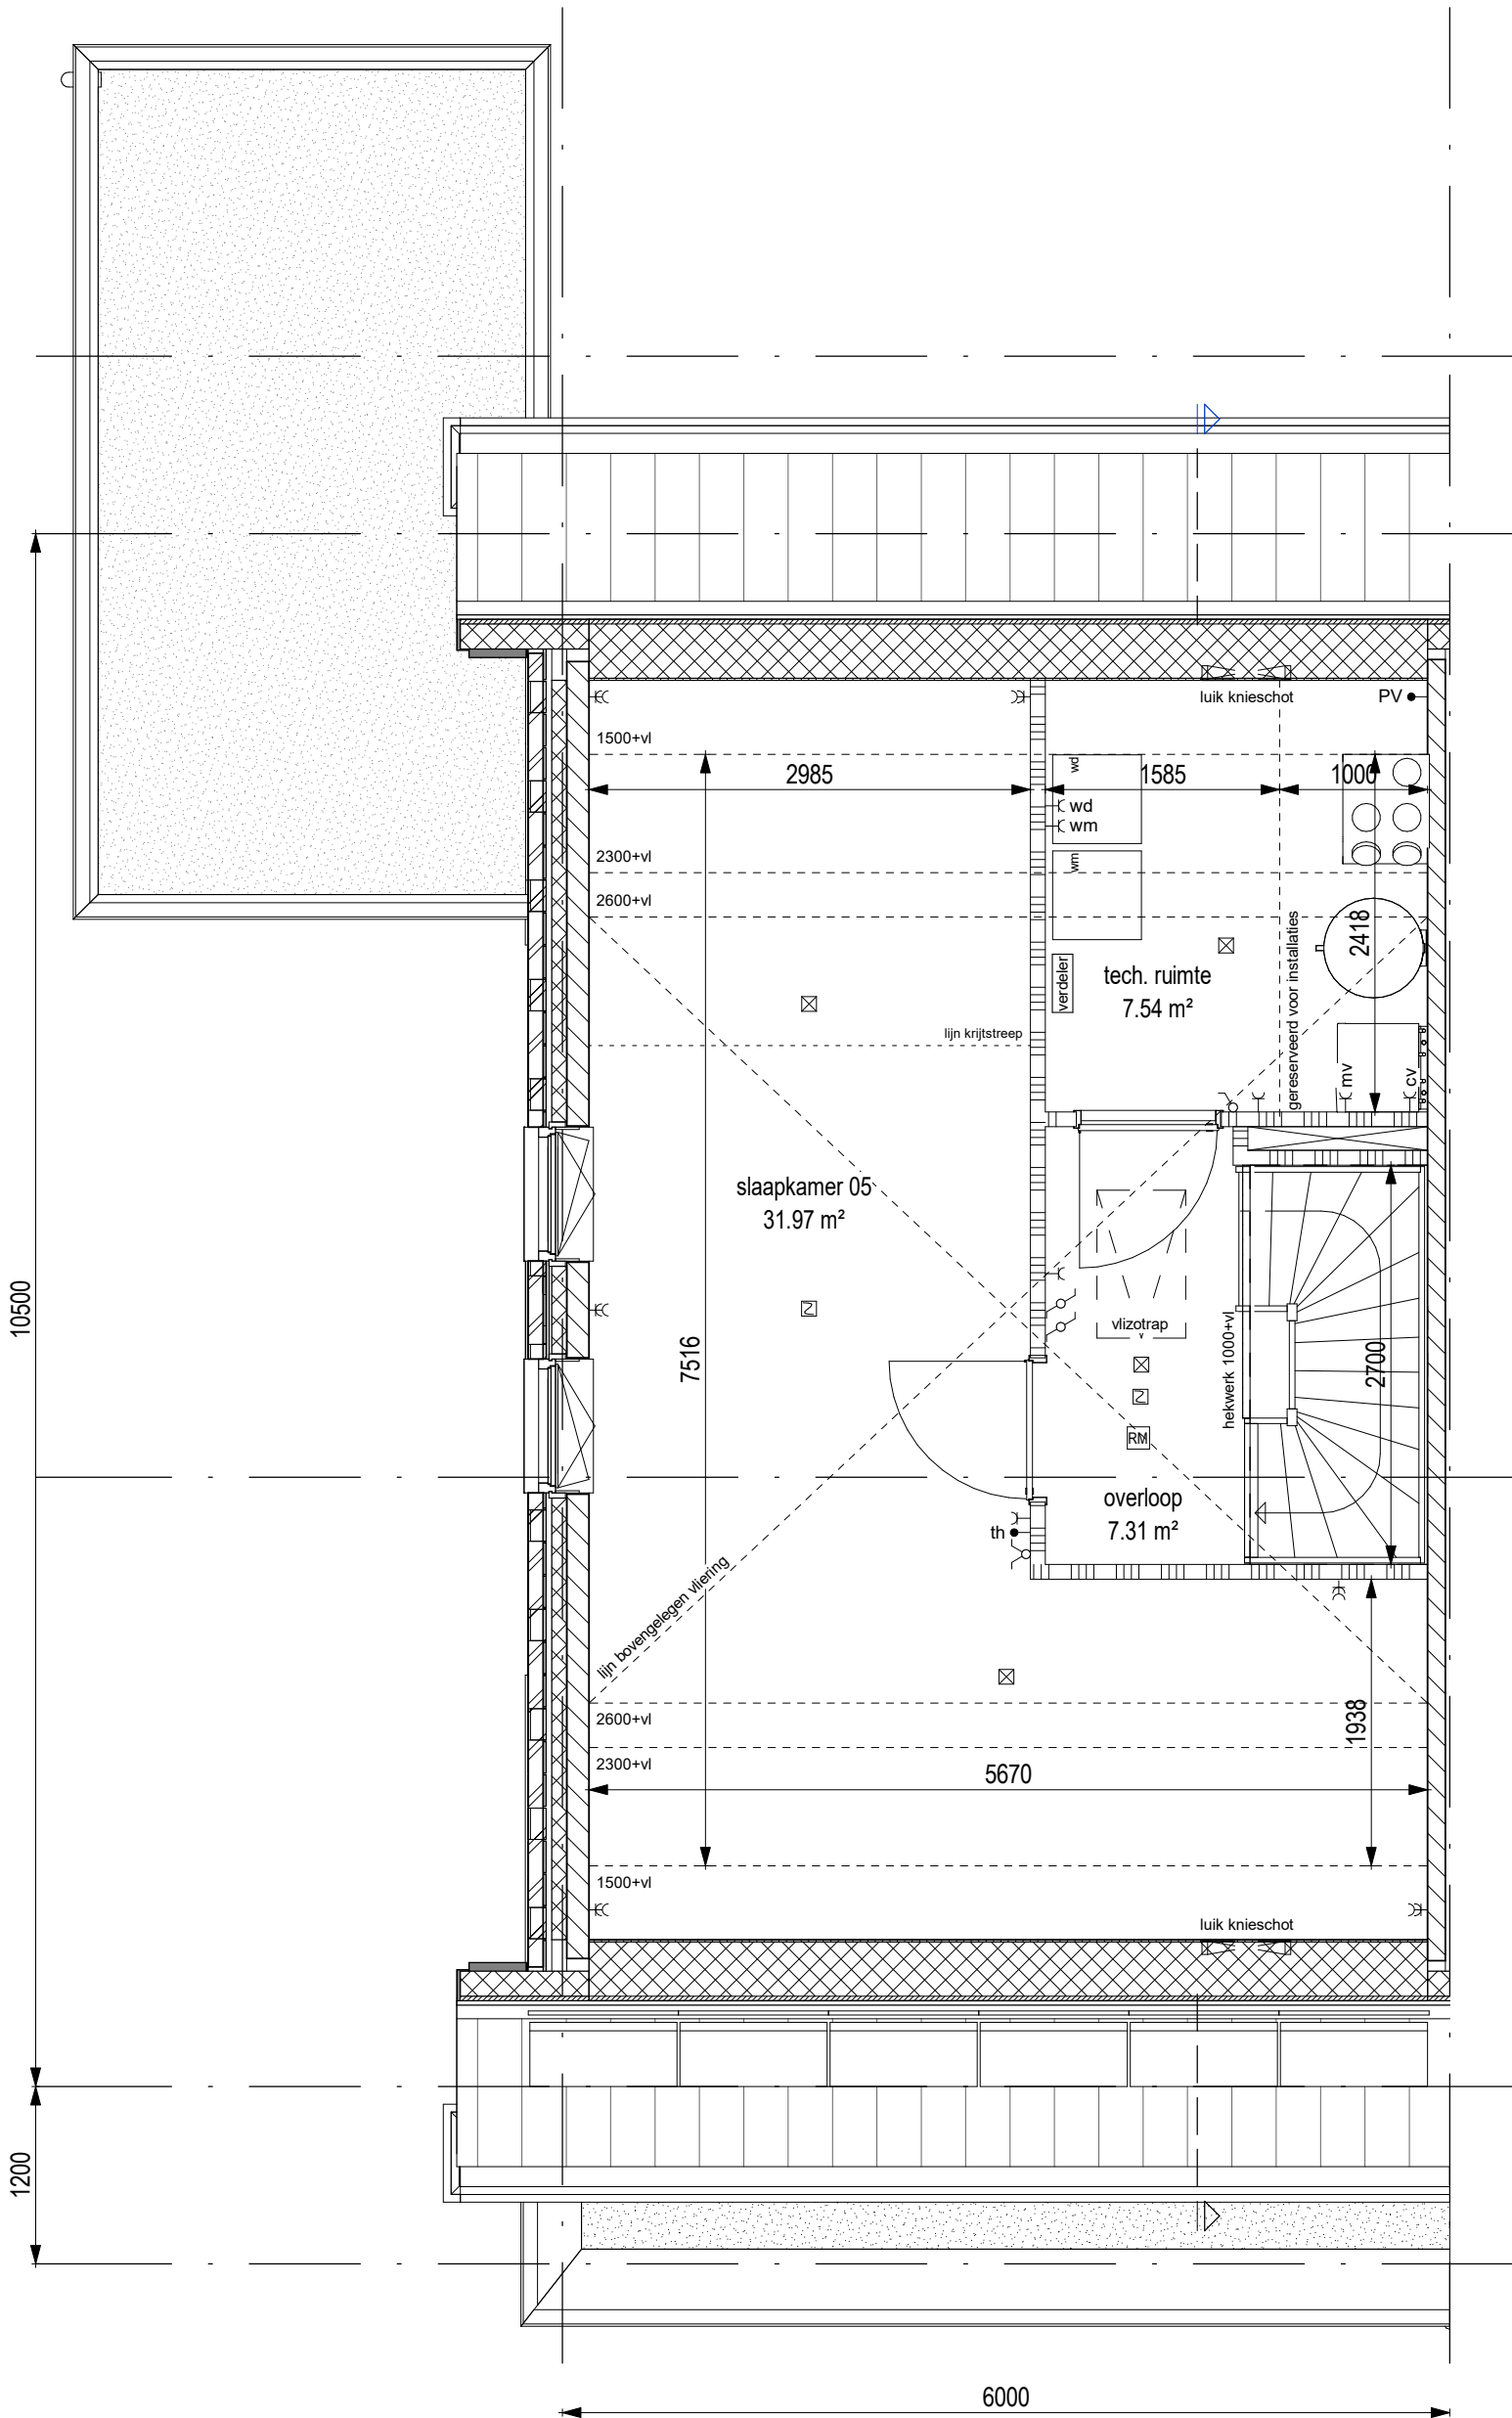 luik knieschot
PV
1500+vl
2985
1585
1000
wd
wd
wm
2300+vl
wm
2600+vl
2418
gereserveerd voor installaties
verdeler
tech. ruimte
7.54 m²
lijn krijtstreep
mv
cv
slaapkamer 05
31.97 m²
10500
7516
vlizotrap
hekwerk 1000+vl
2700
RM
overloop
7.31 m²
th
lijn bovengelegen vliering
2600+vl
1938
2300+vl
5670
1500+vl
luik knieschot
1200
6000